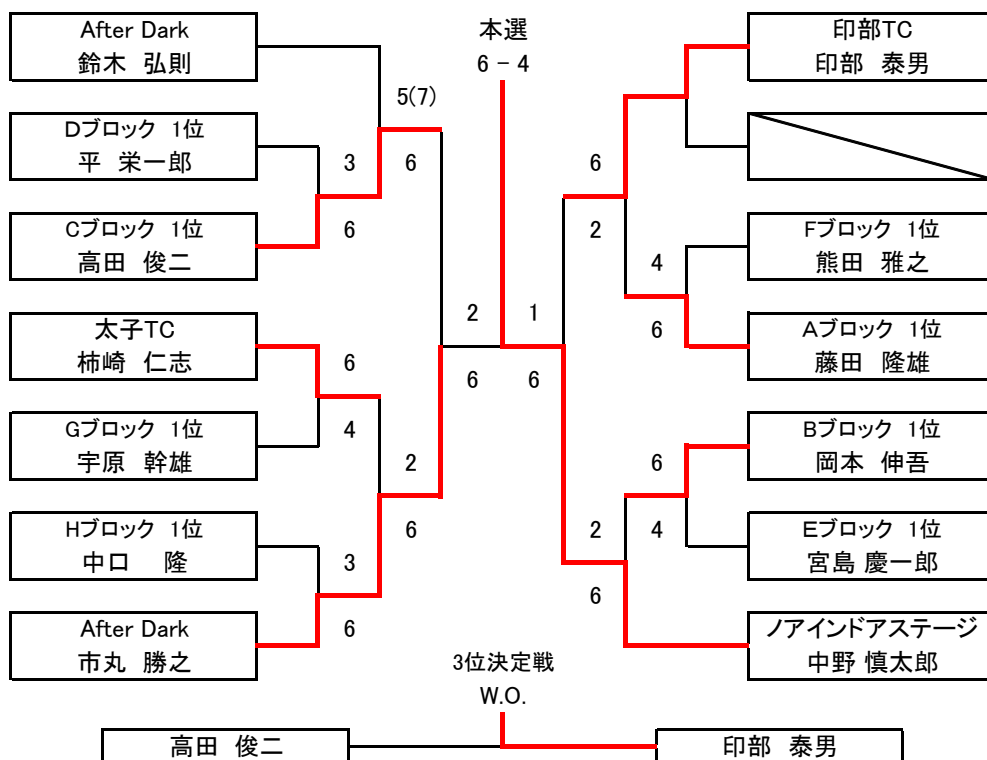 After Dark
鈴木 弘則
Dブロック 1位
平 栄一郎
Cブロック 1位
高田 俊二
太子TC
柿崎 仁志
Gブロック 1位
宇原 幹雄
Hブロック 1位
中口 隆
After Dark
市丸 勝之
5(7)
6
3
6
6
4
2
6
3
6
本選
6 - 4
2
6
1
6
6
2
4
6
6
4
2
6
印部TC
印部 泰男
Fブロック 1位
熊田 雅之
Aブロック 1位
藤田 隆雄
Bブロック 1位
岡本 伸吾
Eブロック 1位
宮島 慶一郎
ノアインドアステージ
中野 慎太郎
3位決定戦
W.O.
高田 俊二
印部 泰男